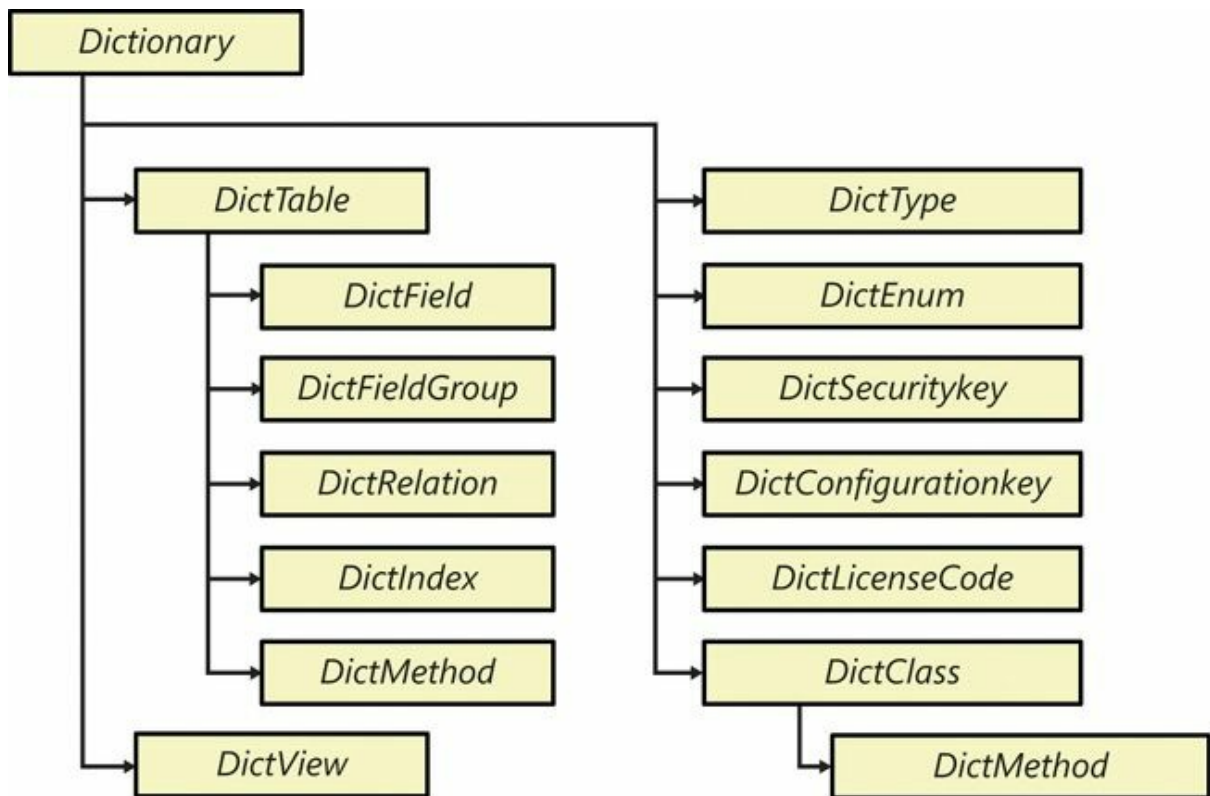 Dictionary
DictTable
DictField
DictFieldGroup
DictRelation
DictIndex
DictMethod
DictView
DictType
DictEnum
DictSecuritykey
DictConfigurationkey
DictLicenseCode
DictClass
DictMethod